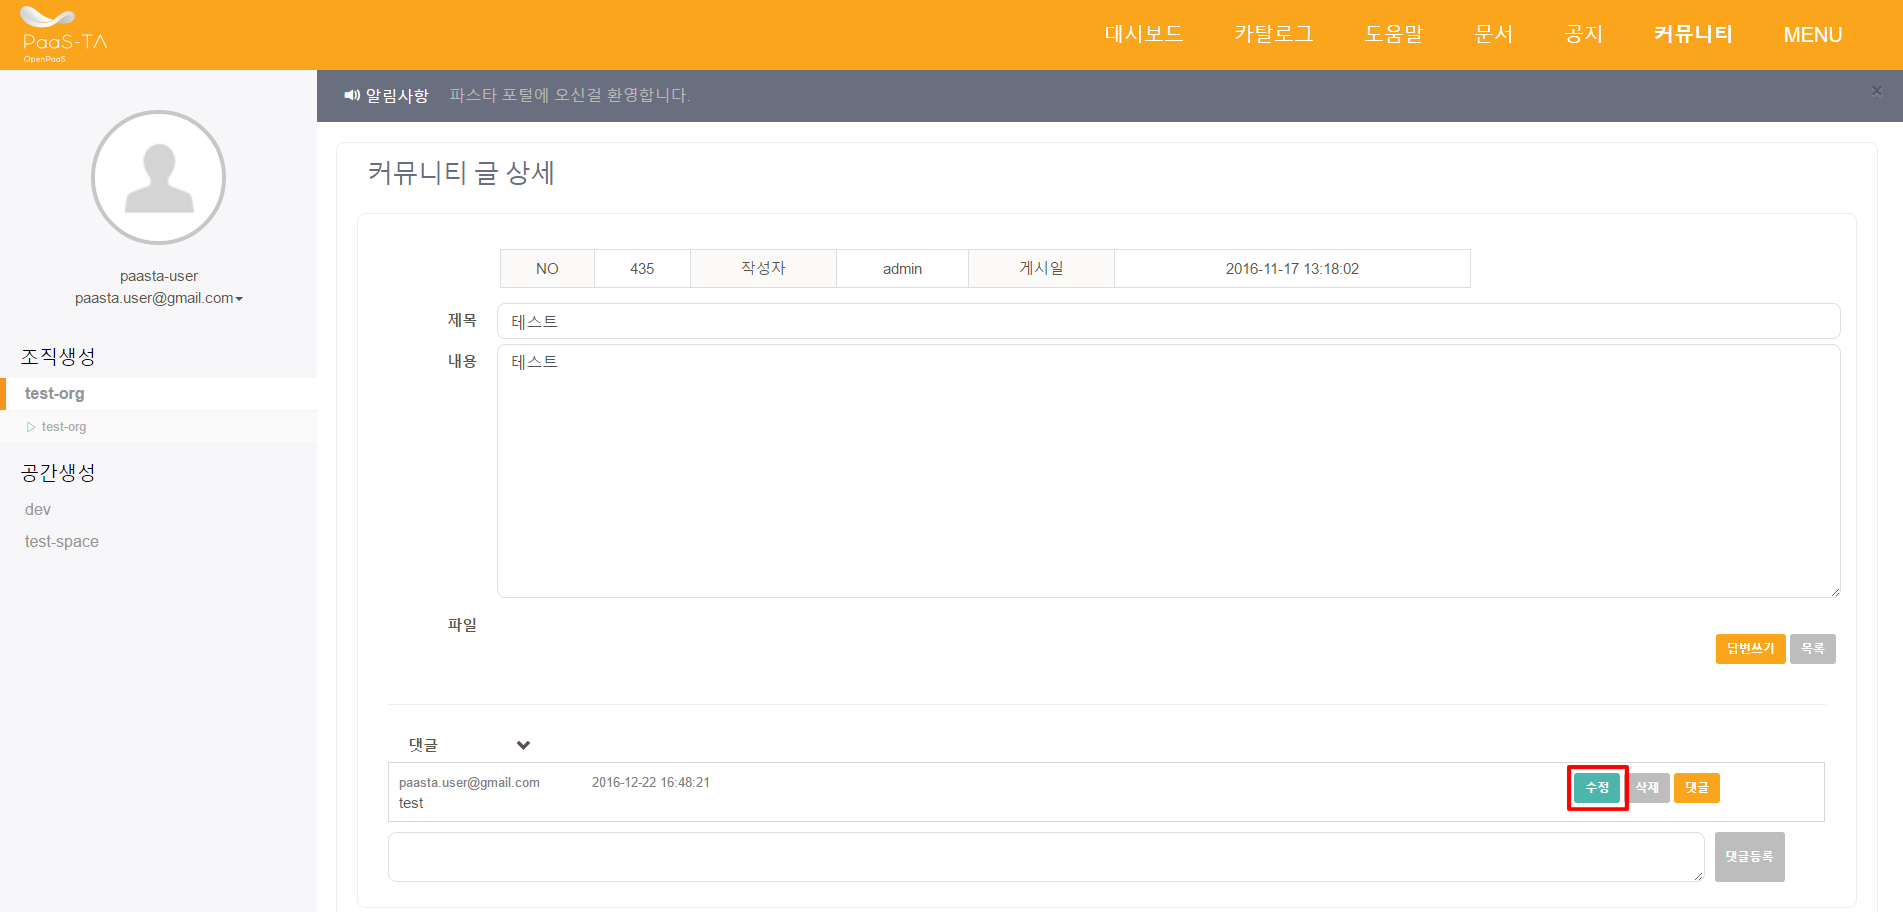 PaaS-TA
OpenPaaS
대시보드 카탈로그 도움말 문서 공지 커뮤니티 MENU
알림사항 파스타 포털에 오신걸 환영합니다. ×
paasta-user
paasta.user@gmail.com
조직생성
test-org
test-org
공간생성
dev
test-space
커뮤니티 글 상세
NO 435 작성자 admin 게시일 2016-11-17 13:18:02
제목 테스트
내용 테스트
파일
답변쓰기 목록
댓글
paasta.user@gmail.com 2016-12-22 16:48:21
test
수정 삭제 댓글
댓글등록